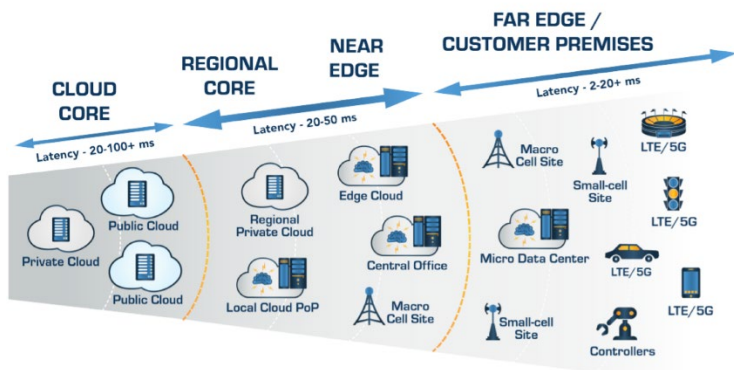 CLOUD
CORE
Latency - 20-100+ ms
REGIONAL
CORE
NEAR
EDGE
Latency - 20-50 ms
FAR EDGE /
CUSTOMER PREMISES
Latency - 2-20+ ms
Private Cloud
Public Cloud
Public Cloud
Regional
Private Cloud
Local Cloud PoP
Edge Cloud
Central Office
Macro
Cell Site
Macro
Cell Site
Small-cell
Site
Micro Data Center
Small-cell
Site
LTE/5G
LTE/5G
LTE/5G
LTE/5G
Controllers